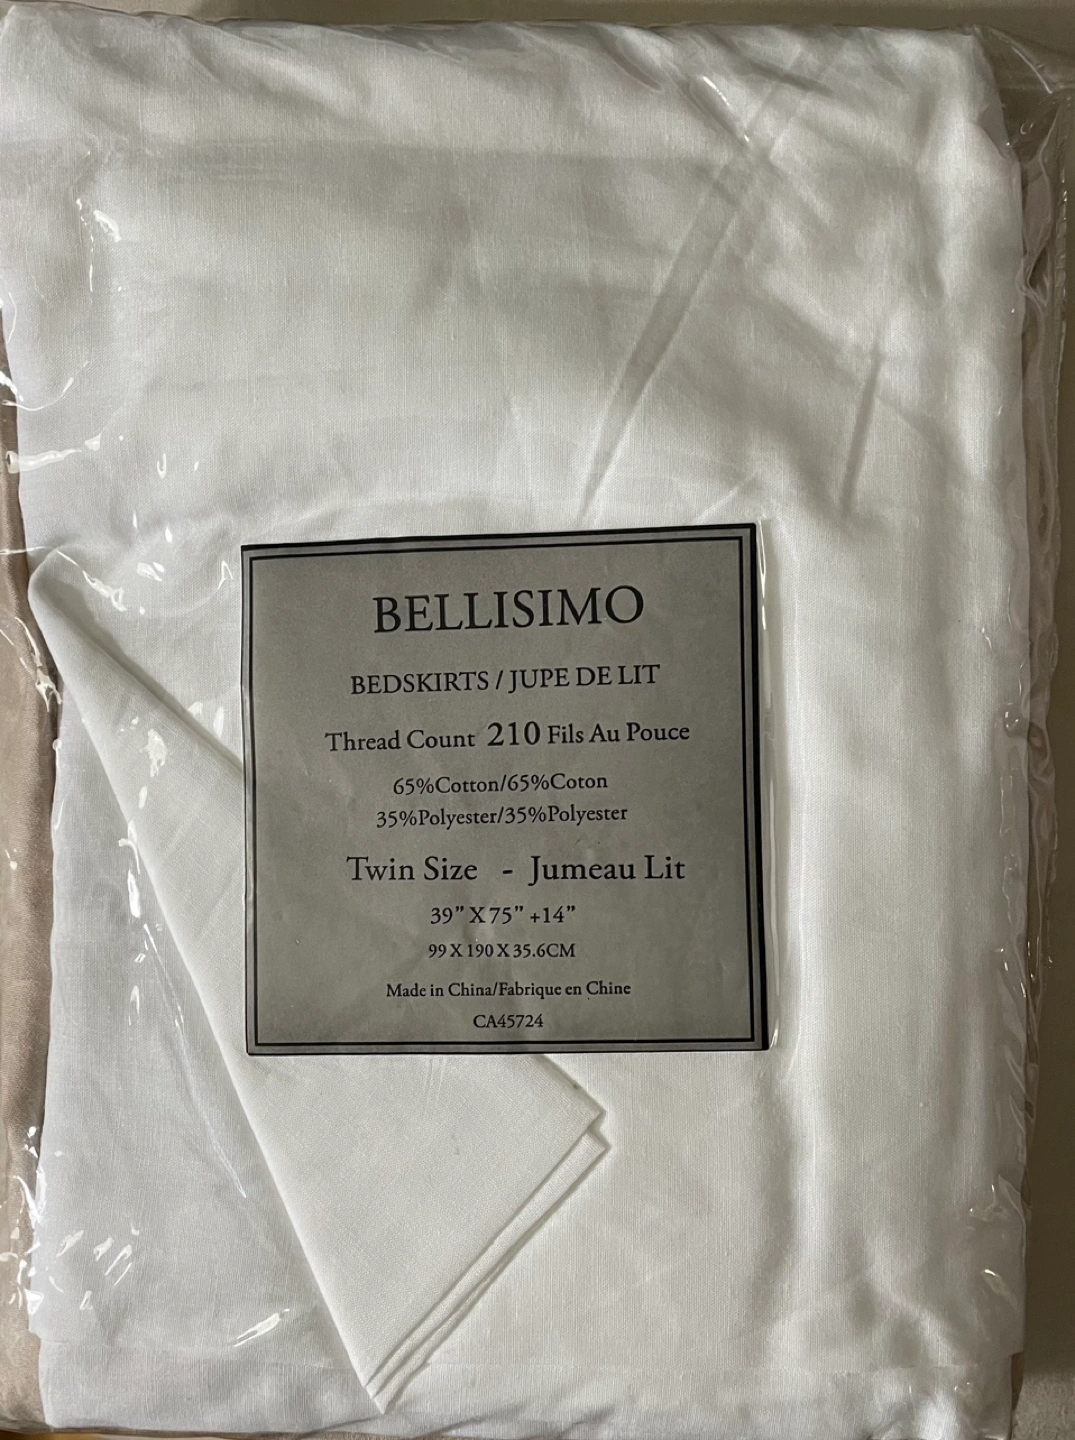 BELLISIMO
BEDSKIRTS / JUPE DE LIT
Thread Count 210 Fils Au Pouce
65%Cotton/65%Coton
35%Polyester/35%Polyester
Twin Size - Jumeau Lit
39” X 75” +14”
99 X 190 X 35.6CM
Made in China/Fabrique en Chine
CA45724